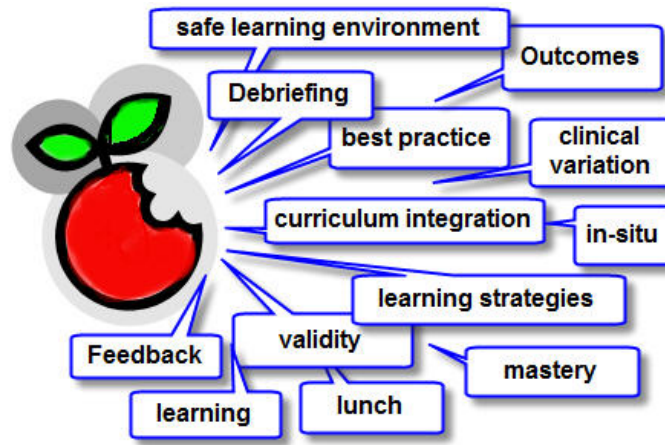 safe learning environment
Outcomes
Debriefing
best practice
clinical
variation
curriculum integration
in-situ
learning strategies
Feedback
validity
mastery
learning
lunch